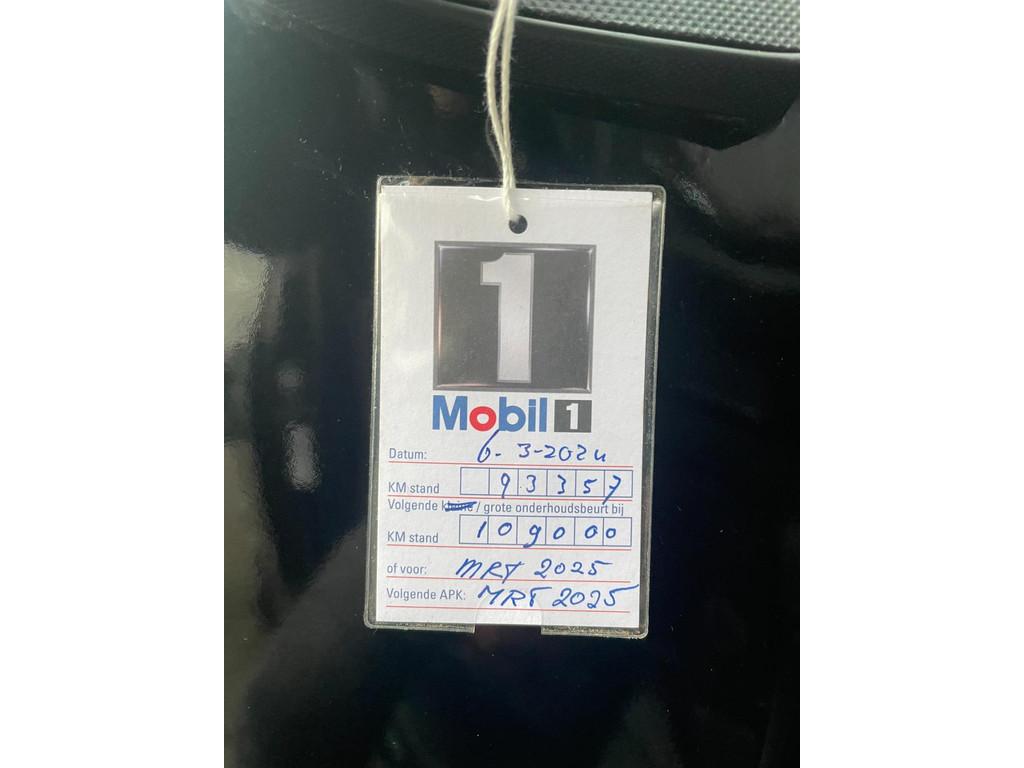 1
Mobil 1
Datum: 6-3-2024
KM stand 93357
Volgende kleine / grote onderhoudsbeurt bij
KM stand 109000
of voor: MRT 2025
Volgende APK: MRT 2025